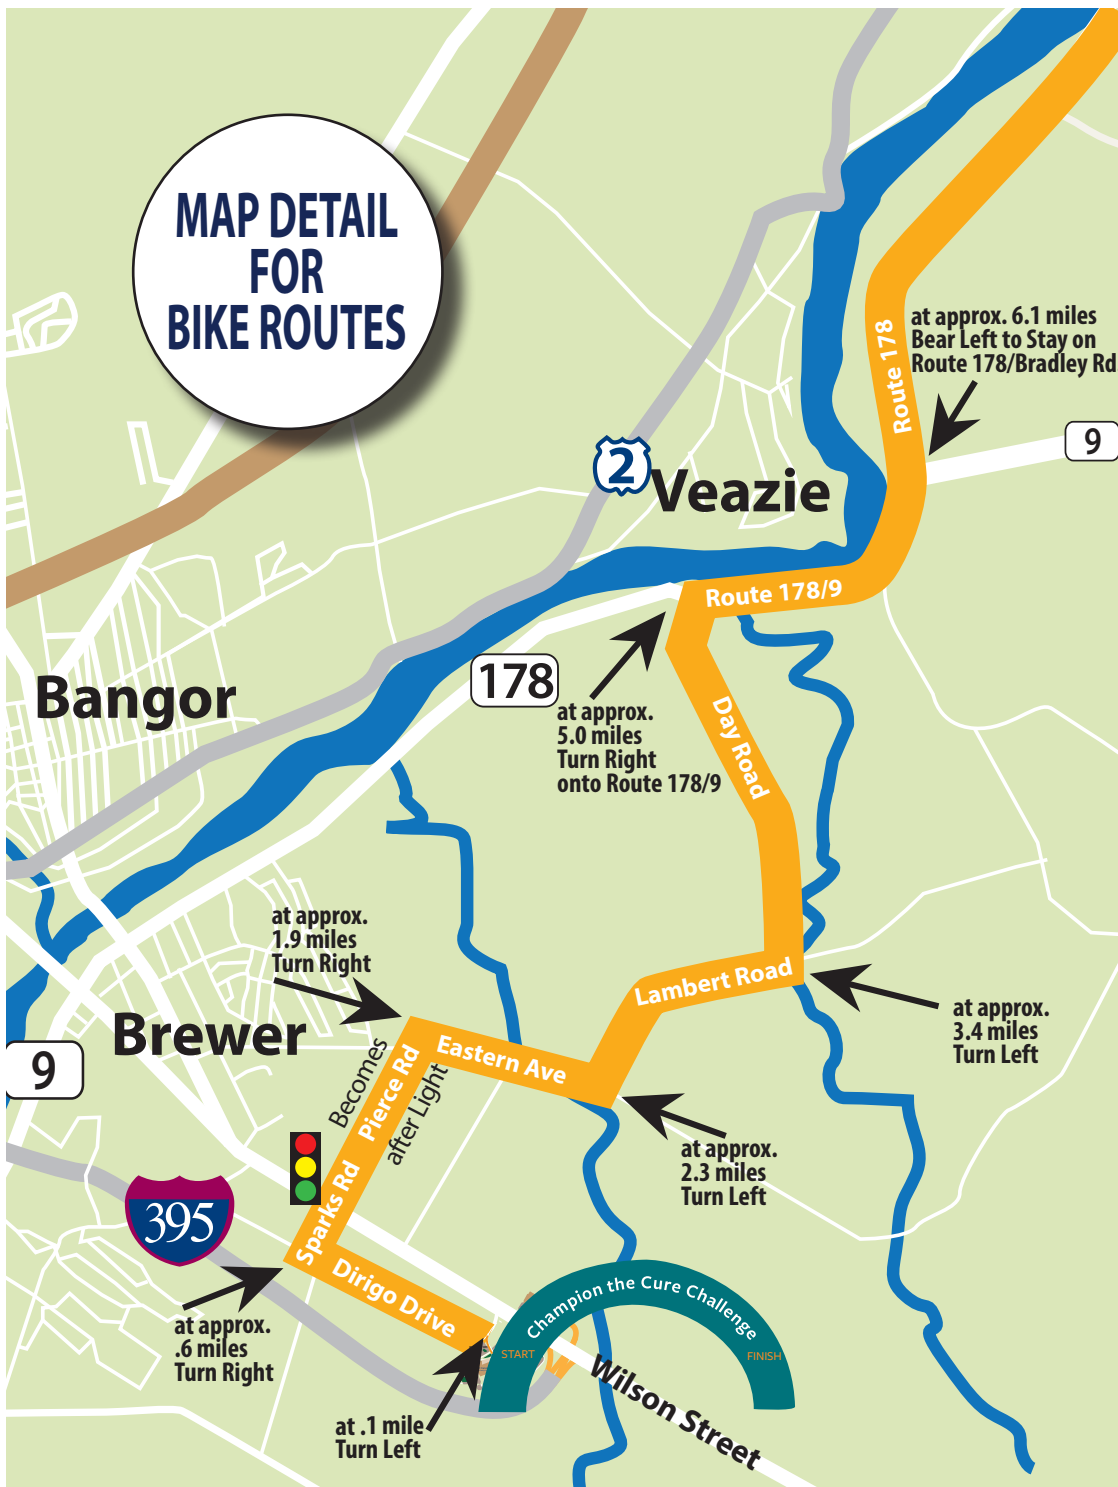 MAP DETAIL
FOR
BIKE ROUTES
at approx. 6.1 miles
Bear Left to Stay on
Route 178/Bradley Rd
Route 178
9
2
Veazie
Route 178/9
178
Bangor
at approx.
5.0 miles
Turn Right
onto Route 178/9
Day Road
at approx.
1.9 miles
Turn Right
Lambert Road
at approx.
3.4 miles
Turn Left
Brewer
9
Eastern Ave
Becomes
Pierce Rd
after Light
at approx.
2.3 miles
Turn Left
Sparks Rd
395
Dirigo Drive
Champion the Cure Challenge
START
FINISH
at approx.
.6 miles
Turn Right
Wilson Street
at .1 mile
Turn Left